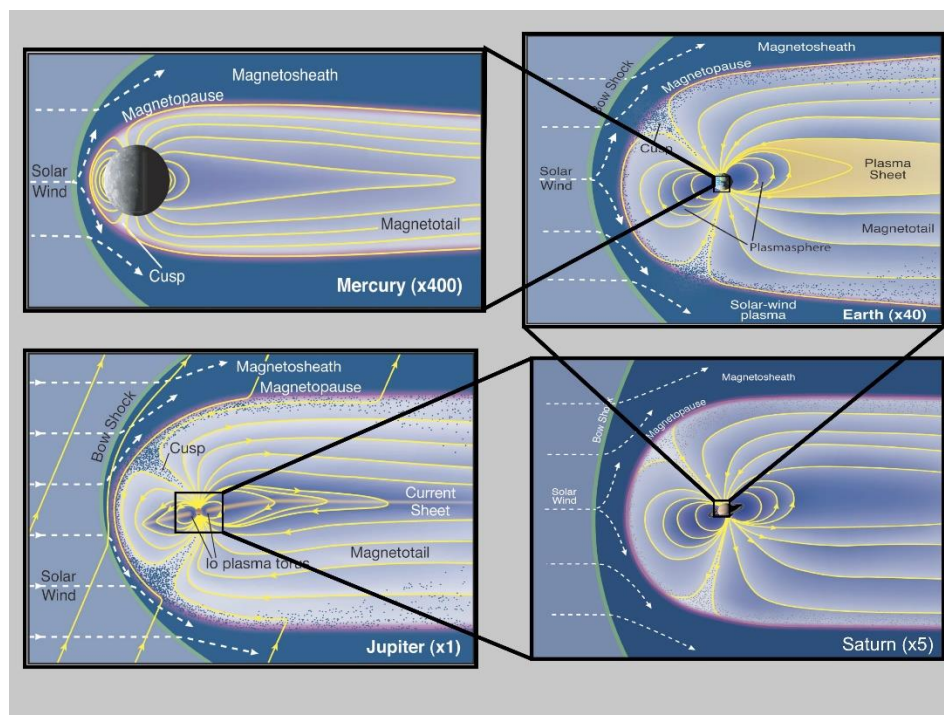 Magnetosheath
Magnetopause
Solar
Wind
Magnetotail
Cusp
Mercury (x400)
Magnetosheath
Bow Shock
Magnetopause
Cusp
Solar
Wind
Plasma
Sheet
Magnetotail
Plasmasphere
Solar-wind
plasma
Earth (x40)
Magnetosheath
Magnetopause
Bow Shock
Cusp
Current
Sheet
Magnetotail
Io plasma torus
Solar
Wind
Jupiter (x1)
Magnetosheath
Bow Shock
Magnetopause
Solar
Wind
Saturn (x5)